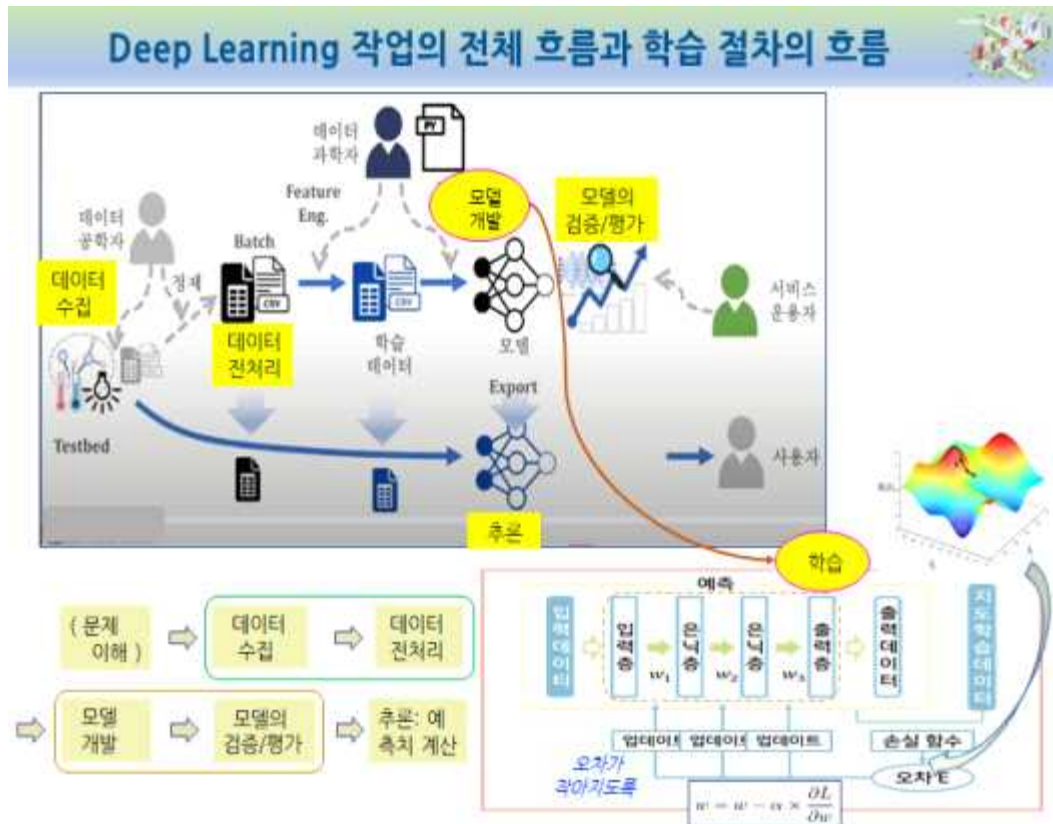 Deep Learning 작업의 전체 흐름과 학습 절차의 흐름
데이터
과학자
PY
Feature
Eng.
모델
개발
모델의
검증/평가
데이터
공학자
정제
Batch
데이터
수집
CSV
CSV
데이터
전처리
학습
데이터
모델
서비스
운용자
Export
Testbed
사용자
추론
학습
예측
입력데이터
입력층
은닉층
은닉층
출력층
출력데이터
지도학습데이터
w₁
w₂
w₃
업데이트
업데이트
업데이트
손실 함수
오차가
작아지도록
오차 E
w = w − α × ∂L/∂w
( 문제
이해 )
데이터
수집
데이터
전처리
모델
개발
모델의
검증/평가
추론: 예
측치 계산